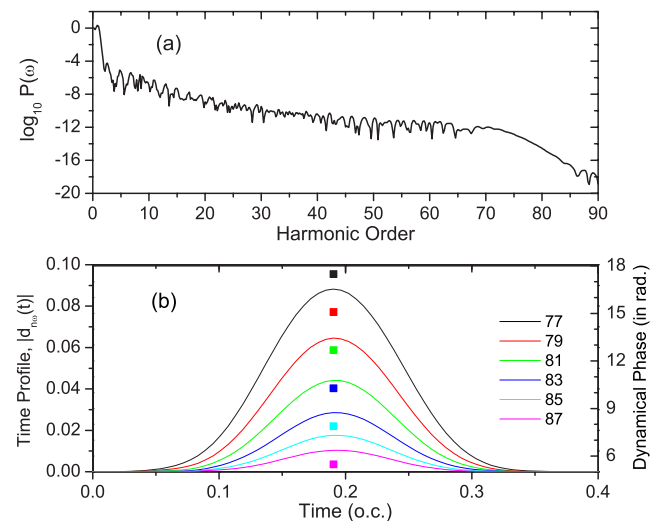 (a)
log10 P(ω)
0
-4
-8
-12
-16
-20
0 10 20 30 40 50 60 70 80 90
Harmonic Order
(b)
Time Profile, |dnω(t)|
0.10
0.08
0.06
0.04
0.02
0.00
77
79
81
83
85
87
18
15
12
9
6
Dynamical Phase (in rad.)
0.0 0.1 0.2 0.3 0.4
Time (o.c.)